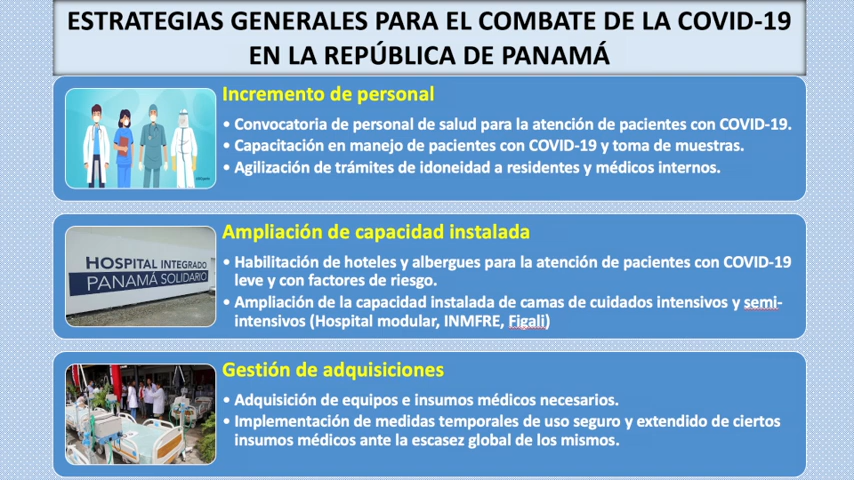 ESTRATEGIAS GENERALES PARA EL COMBATE DE LA COVID-19
EN LA REPÚBLICA DE PANAMÁ
Incremento de personal
• Convocatoria de personal de salud para la atención de pacientes con COVID-19.
• Capacitación en manejo de pacientes con COVID-19 y toma de muestras.
• Agilización de trámites de idoneidad a residentes y médicos internos.
Ampliación de capacidad instalada
HOSPITAL INTEGRADO
PANAMÁ SOLIDARIO
• Habilitación de hoteles y albergues para la atención de pacientes con COVID-19
leve y con factores de riesgo.
• Ampliación de la capacidad instalada de camas de cuidados intensivos y semi-
intensivos (Hospital modular, INMFRE, Figali)
Gestión de adquisiciones
• Adquisición de equipos e insumos médicos necesarios.
• Implementación de medidas temporales de uso seguro y extendido de ciertos
insumos médicos ante la escasez global de los mismos.